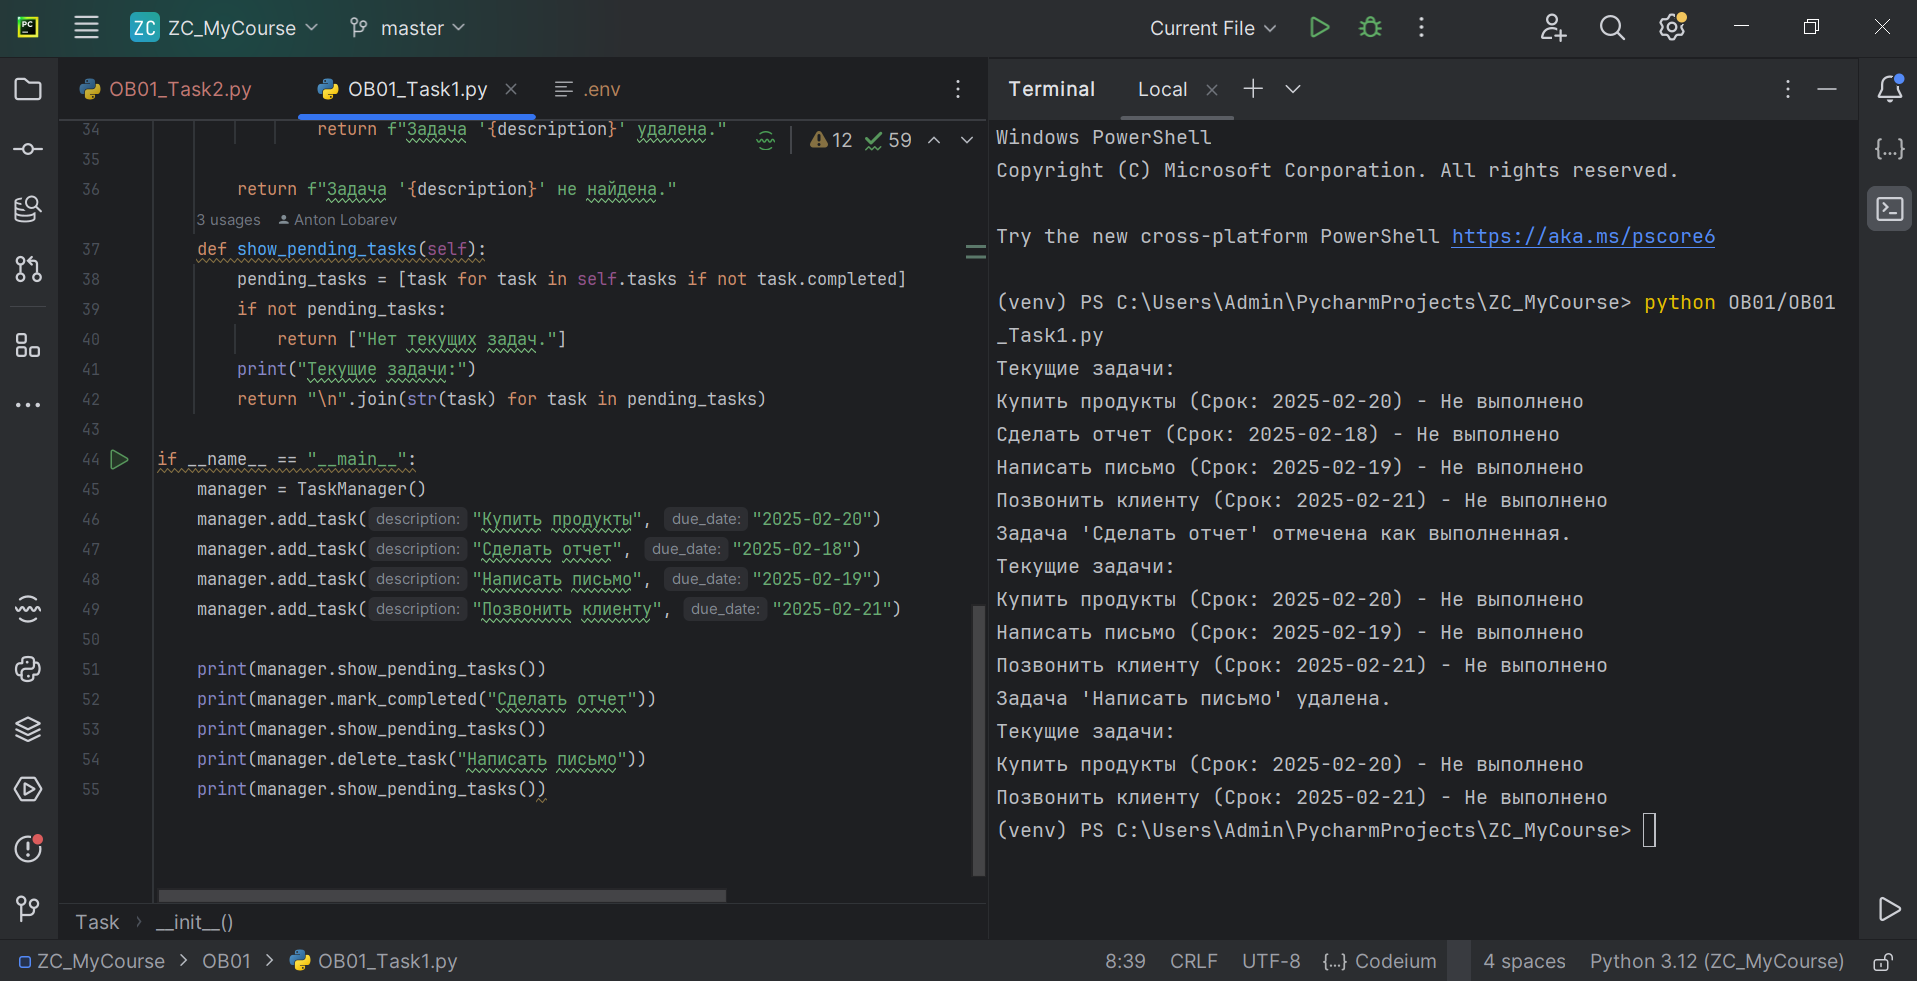 PC
ZC ZC_MyCourse master Current File
OB01_Task2.py OB01_Task1.py .env
12 59
34 return f"Задача '{description}' удалена."
35
36 return f"Задача '{description}' не найдена."
3 usages Anton Lobarev
37 def show_pending_tasks(self):
38 pending_tasks = [task for task in self.tasks if not task.completed]
39 if not pending_tasks:
40 return ["Нет текущих задач."]
41 print("Текущие задачи:")
42 return "\n".join(str(task) for task in pending_tasks)
43
44 if __name__ == "__main__":
45 manager = TaskManager()
46 manager.add_task( description: "Купить продукты", due_date: "2025-02-20")
47 manager.add_task( description: "Сделать отчет", due_date: "2025-02-18")
48 manager.add_task( description: "Написать письмо", due_date: "2025-02-19")
49 manager.add_task( description: "Позвонить клиенту", due_date: "2025-02-21")
50
51 print(manager.show_pending_tasks())
52 print(manager.mark_completed("Сделать отчет"))
53 print(manager.show_pending_tasks())
54 print(manager.delete_task("Написать письмо"))
55 print(manager.show_pending_tasks())
Task › __init__()
Terminal Local
Windows PowerShell
Copyright (C) Microsoft Corporation. All rights reserved.
Try the new cross-platform PowerShell https://aka.ms/pscore6
(venv) PS C:\Users\Admin\PycharmProjects\ZC_MyCourse> python OB01/OB01
_Task1.py
Текущие задачи:
Купить продукты (Срок: 2025-02-20) - Не выполнено
Сделать отчет (Срок: 2025-02-18) - Не выполнено
Написать письмо (Срок: 2025-02-19) - Не выполнено
Позвонить клиенту (Срок: 2025-02-21) - Не выполнено
Задача 'Сделать отчет' отмечена как выполненная.
Текущие задачи:
Купить продукты (Срок: 2025-02-20) - Не выполнено
Написать письмо (Срок: 2025-02-19) - Не выполнено
Позвонить клиенту (Срок: 2025-02-21) - Не выполнено
Задача 'Написать письмо' удалена.
Текущие задачи:
Купить продукты (Срок: 2025-02-20) - Не выполнено
Позвонить клиенту (Срок: 2025-02-21) - Не выполнено
(venv) PS C:\Users\Admin\PycharmProjects\ZC_MyCourse>
ZC_MyCourse > OB01 > OB01_Task1.py 8:39 CRLF UTF-8 {...} Codeium 4 spaces Python 3.12 (ZC_MyCourse)